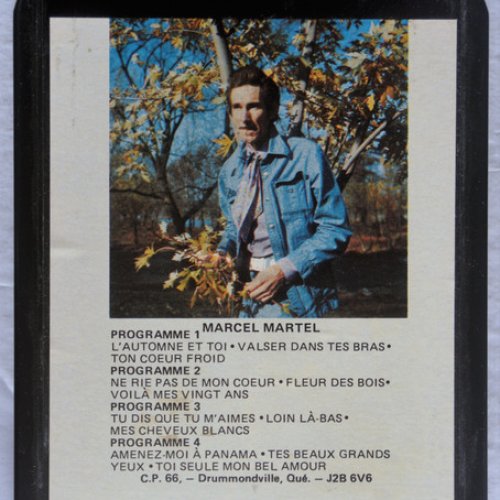 MARCEL MARTEL
PROGRAMME 1
L'AUTOMNE ET TOI • VALSER DANS TES BRAS •
TON COEUR FROID
PROGRAMME 2
NE RIE PAS DE MON COEUR • FLEUR DES BOIS •
VOILÀ MES VINGT ANS
PROGRAMME 3
TU DIS QUE TU M'AIMES • LOIN LÀ-BAS •
MES CHEVEUX BLANCS
PROGRAMME 4
AMENEZ-MOI À PANAMA • TES BEAUX GRANDS
YEUX • TOI SEULE MON BEL AMOUR
C.P. 66, — Drummondville, Qué. — J2B 6V6